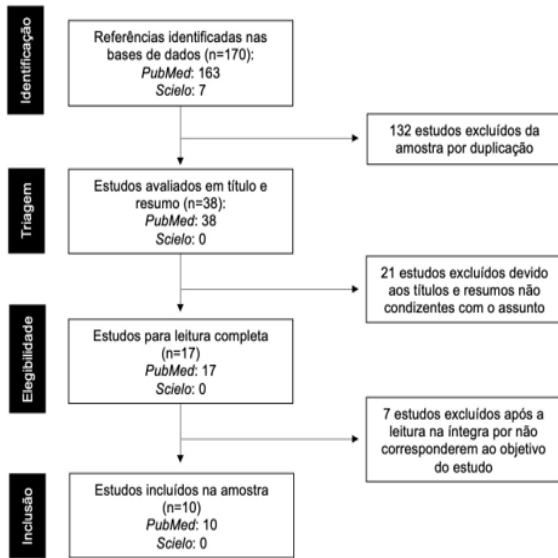 Identificação
Referências identificadas nas
bases de dados (n=170):
PubMed: 163
Scielo: 7
132 estudos excluídos da
amostra por duplicação
Triagem
Estudos avaliados em título e
resumo (n=38):
PubMed: 38
Scielo: 0
21 estudos excluídos devido
aos títulos e resumos não
condizentes com o assunto
Elegibilidade
Estudos para leitura completa
(n=17)
PubMed: 17
Scielo: 0
7 estudos excluídos após a
leitura na íntegra por não
corresponderem ao objetivo
do estudo
Inclusão
Estudos incluídos na amostra
(n=10)
PubMed: 10
Scielo: 0